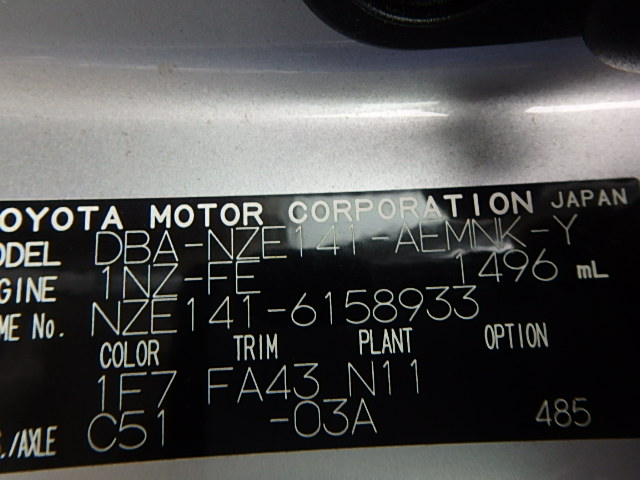 OYOTA MOTOR CORPORATION JAPAN
ODEL DBA-NZE141-AEMNK-Y
GINE 1NZ-FE 1496 mL
ME No. NZE141-6158933
COLOR TRIM PLANT OPTION
1F7 FA43 N11
./AXLE C51 -03A 485